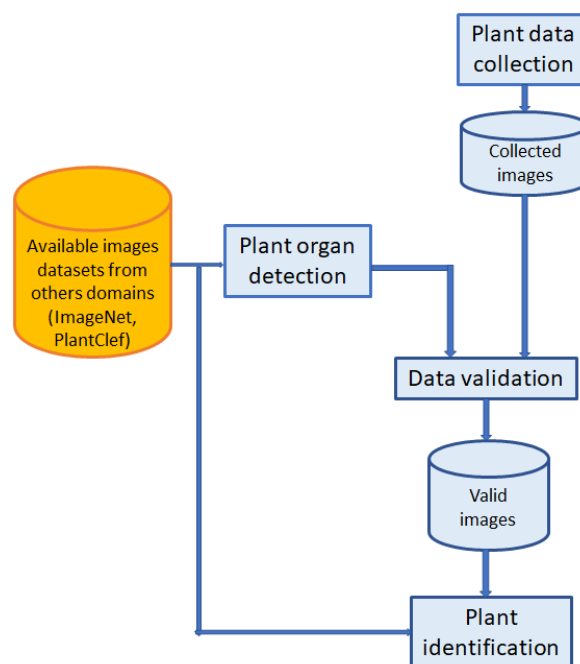 Plant data
collection
Collected
images
Available images
datasets from
others domains
(ImageNet,
PlantClef)
Plant organ
detection
Data validation
Valid
images
Plant
identification